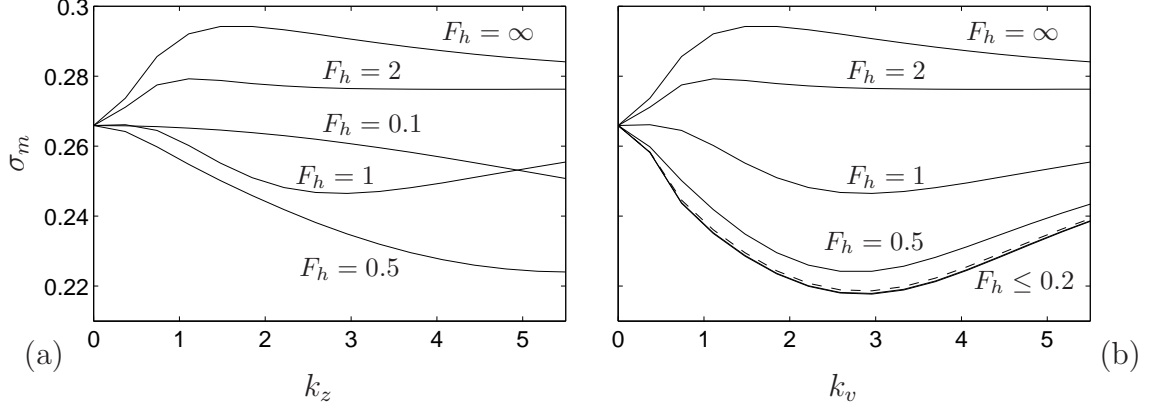 0.3
0.28
0.26
0.24
0.22
σ_m
F_h = ∞
F_h = 2
F_h = 0.1
F_h = 1
F_h = 0.5
0 1 2 3 4 5
k_z
(a)
F_h = ∞
F_h = 2
F_h = 1
F_h = 0.5
F_h ≤ 0.2
0 1 2 3 4 5
k_v
(b)